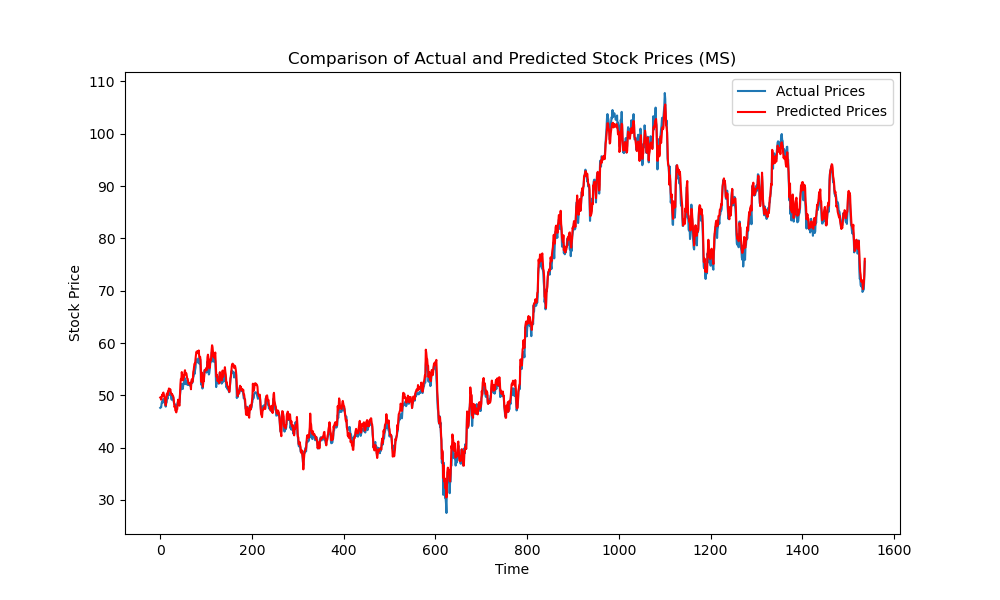 Comparison of Actual and Predicted Stock Prices (MS)
Actual Prices
Predicted Prices
110
100
90
80
70
60
50
40
30
Stock Price
0 200 400 600 800 1000 1200 1400 1600
Time